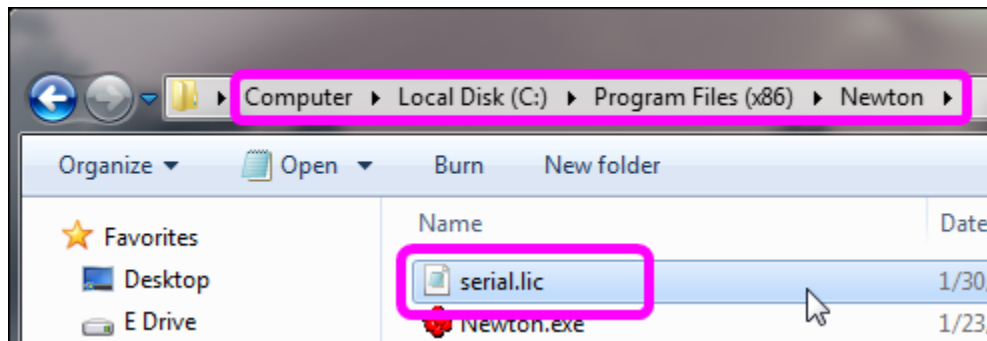 Computer Local Disk (C:) Program Files (x86) Newton
Organize Open Burn New folder
Name Date
Favorites
Desktop serial.lic 1/30/
E Drive Newton.exe 1/23/